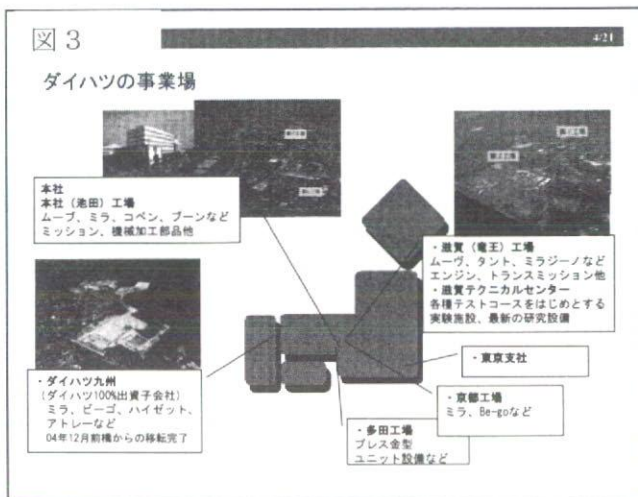 図3
4/21
ダイハツの事業場
本社
本社（池田）工場
ムーブ、ミラ、コペン、ブーンなど
ミッション、機械加工部品他
・滋賀（竜王）工場
ムーヴ、タント、ミラジーノなど
エンジン、トランスミッション他
・滋賀テクニカルセンター
各種テストコースをはじめとする
実験施設、最新の研究設備
・ダイハツ九州
(ダイハツ100%出資子会社)
ミラ、ビーゴ、ハイゼット、
アトレーなど
04年12月前橋からの移転完了
・東京支社
・京都工場
ミラ、Be-goなど
・多田工場
プレス金型
ユニット設備など